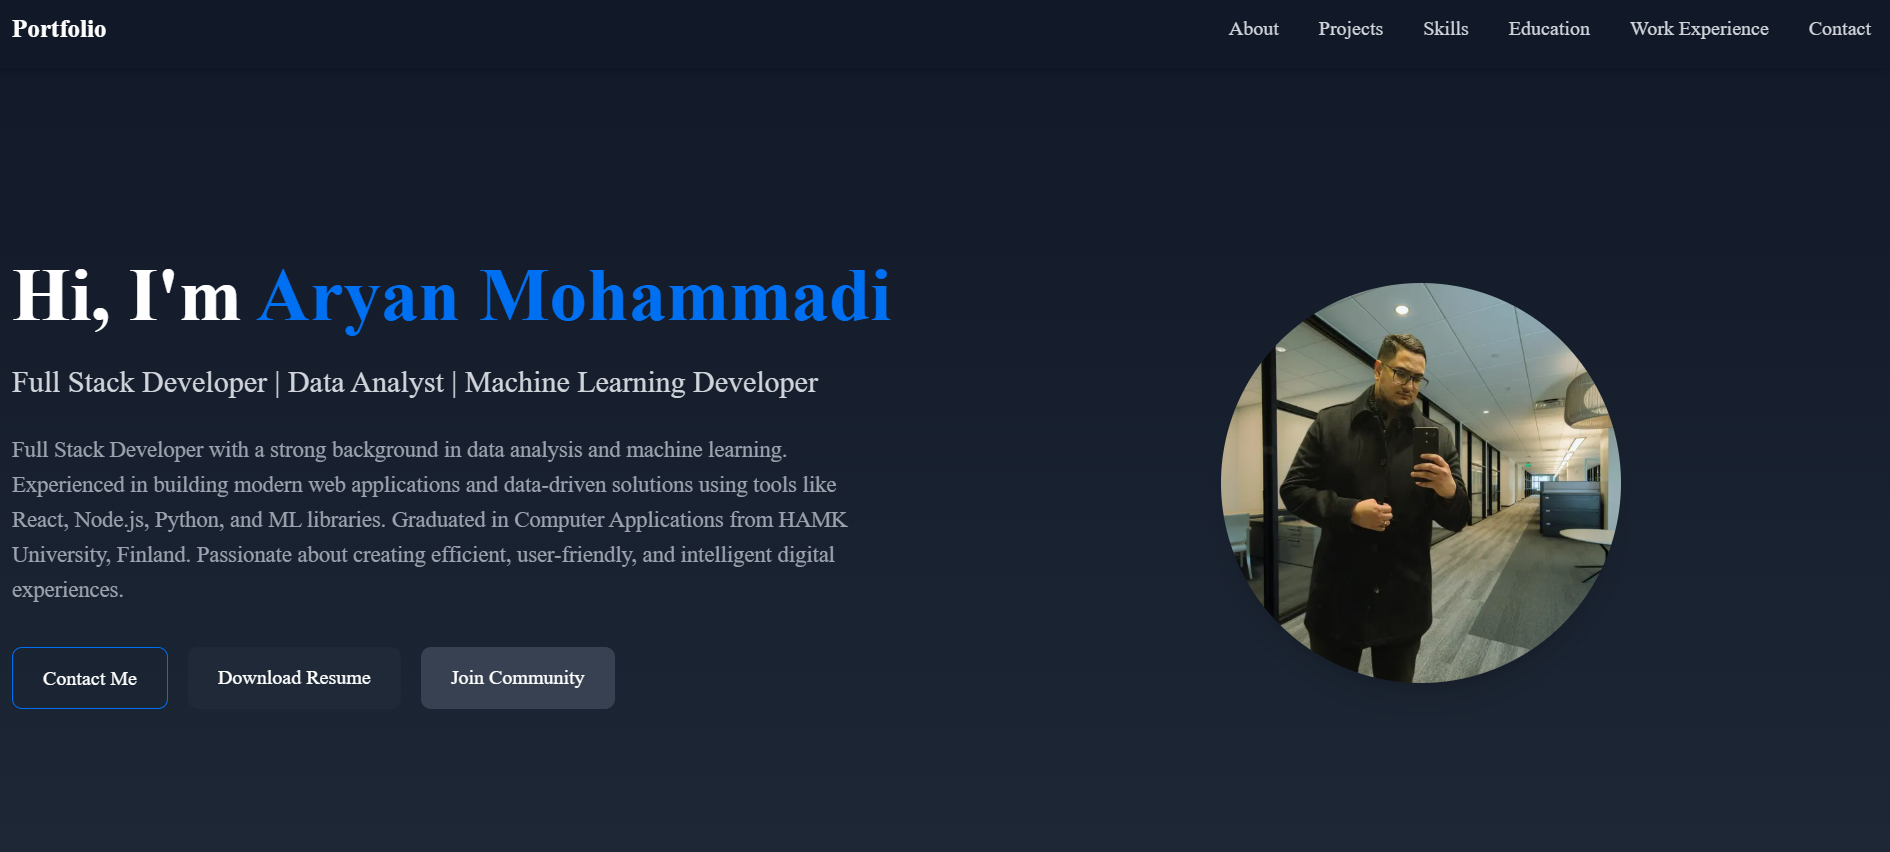 Portfolio
About Projects Skills Education Work Experience Contact
Hi, I'm Aryan Mohammadi
Full Stack Developer | Data Analyst | Machine Learning Developer
Full Stack Developer with a strong background in data analysis and machine learning.
Experienced in building modern web applications and data-driven solutions using tools like
React, Node.js, Python, and ML libraries. Graduated in Computer Applications from HAMK
University, Finland. Passionate about creating efficient, user-friendly, and intelligent digital
experiences.
Contact Me Download Resume Join Community